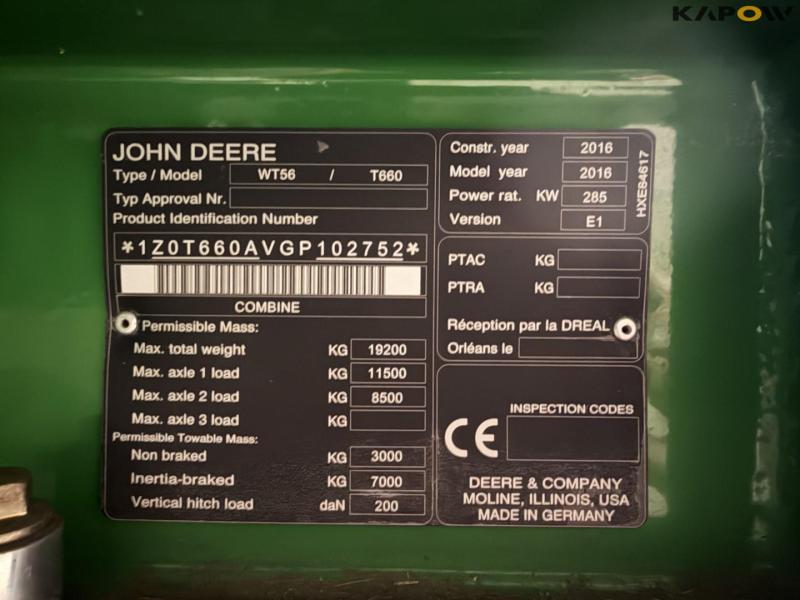 KAPOW
JOHN DEERE
Type / Model WT56 / T660
Typ Approval Nr.
Product Identification Number
*1Z0T660AVGP102752*
COMBINE
Permissible Mass:
Max. total weight KG 19200
Max. axle 1 load KG 11500
Max. axle 2 load KG 8500
Max. axle 3 load KG
Permissible Towable Mass:
Non braked KG 3000
Inertia-braked KG 7000
Vertical hitch load daN 200
Constr. year 2016
Model year 2016
Power rat. KW 285
Version E1
HXE84617
PTAC KG
PTRA KG
Réception par la DREAL
Orléans le
CE
INSPECTION CODES
DEERE & COMPANY
MOLINE, ILLINOIS, USA
MADE IN GERMANY